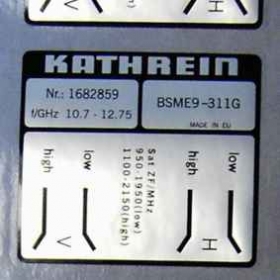 V
H
KATHREIN
Nr.: 1682859
f/GHz 10.7 - 12.75
BSME9-311G
MADE IN EU
high
low
V
Sat ZF/MHz
950-1950(low)
1100-2150(high)
high
low
H